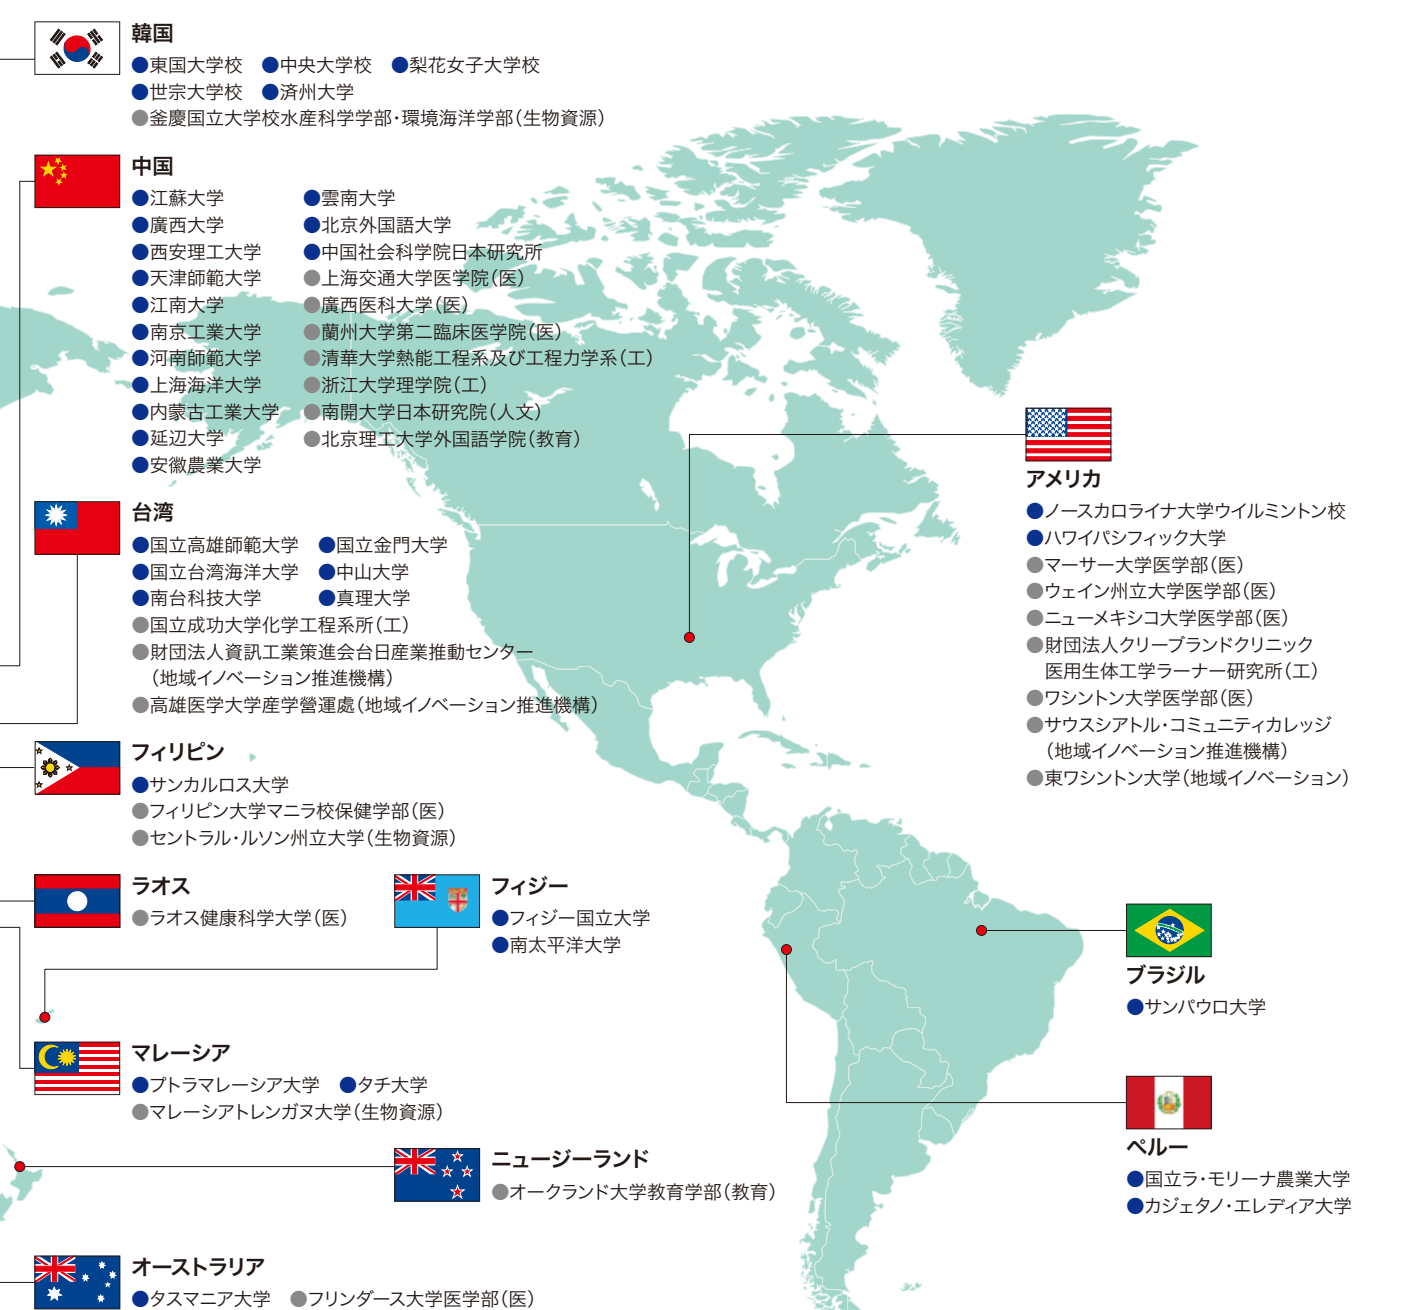 韓国
●東国大学校 ●中央大学校 ●梨花女子大学校
●世宗大学校 ●済州大学
●釜慶国立大学校水産科学学部・環境海洋学部（生物資源）
中国
●江蘇大学
●廣西大学
●西安理工大学
●天津師範大学
●江南大学
●南京工業大学
●河南師範大学
●上海海洋大学
●内蒙古工業大学
●延辺大学
●安徽農業大学
●雲南大学
●北京外国語大学
●中国社会科学院日本研究所
●上海交通大学医学院（医）
●廣西医科大学（医）
●蘭州大学第二臨床医学院（医）
●清華大学熱能工程系及び工程力学系（工）
●浙江大学理学院（工）
●南開大学日本研究院（人文）
●北京理工大学外国語学院（教育）
台湾
●国立高雄師範大学 ●国立金門大学
●国立台湾海洋大学 ●中山大学
●南台科技大学 ●真理大学
●国立成功大学化学工程系所（工）
●財団法人資訊工業策進会台日産業推動センター
（地域イノベーション推進機構）
●高雄医学大学産学營運處（地域イノベーション推進機構）
フィリピン
●サンカルロス大学
●フィリピン大学マニラ校保健学部（医）
●セントラル・ルソン州立大学（生物資源）
ラオス
●ラオス健康科学大学（医）
フィジー
●フィジー国立大学
●南太平洋大学
マレーシア
●プトラマレーシア大学 ●タチ大学
●マレーシアトレンガヌ大学（生物資源）
ニュージーランド
●オークランド大学教育学部（教育）
オーストラリア
●タスマニア大学 ●フリンダース大学医学部（医）
アメリカ
●ノースカロライナ大学ウイルミントン校
●ハワイパシフィック大学
●マーサー大学医学部（医）
●ウェイン州立大学医学部（医）
●ニューメキシコ大学医学部（医）
●財団法人クリーブランドクリニック
医用生体工学ラーナー研究所（工）
●ワシントン大学医学部（医）
●サウスシアトル・コミュニティカレッジ
（地域イノベーション推進機構）
●東ワシントン大学（地域イノベーション）
ブラジル
●サンパウロ大学
ペルー
●国立ラ・モリーナ農業大学
●カジェタノ・エレディア大学